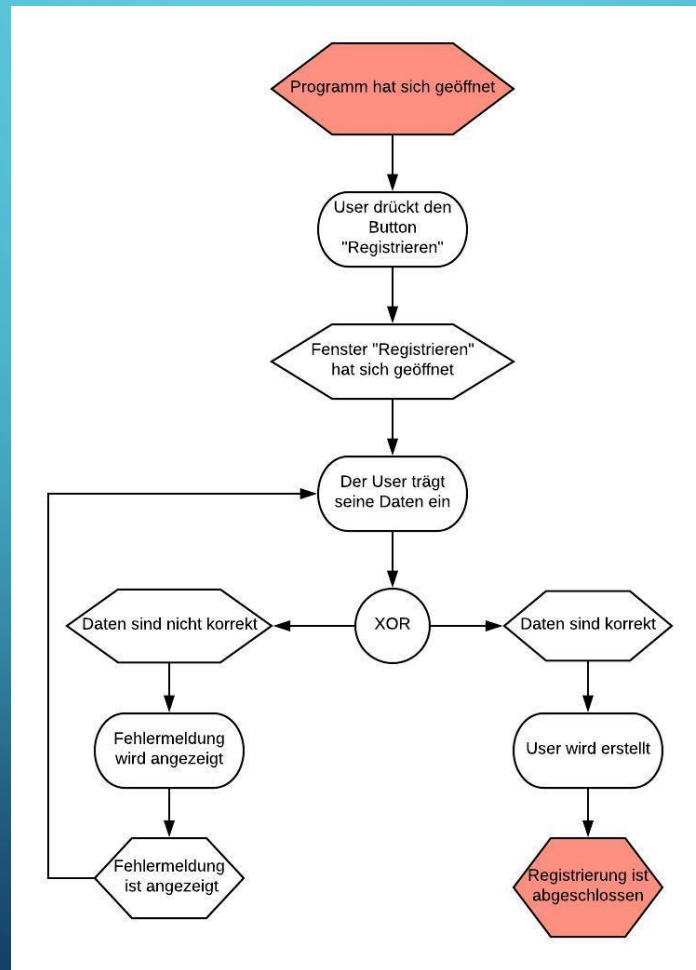 Programm hat sich geöffnet
User drückt den
Button
"Registrieren"
Fenster "Registrieren"
hat sich geöffnet
Der User trägt
seine Daten ein
XOR
Daten sind nicht korrekt
Daten sind korrekt
Fehlermeldung
wird angezeigt
User wird erstellt
Fehlermeldung
ist angezeigt
Registrierung ist
abgeschlossen